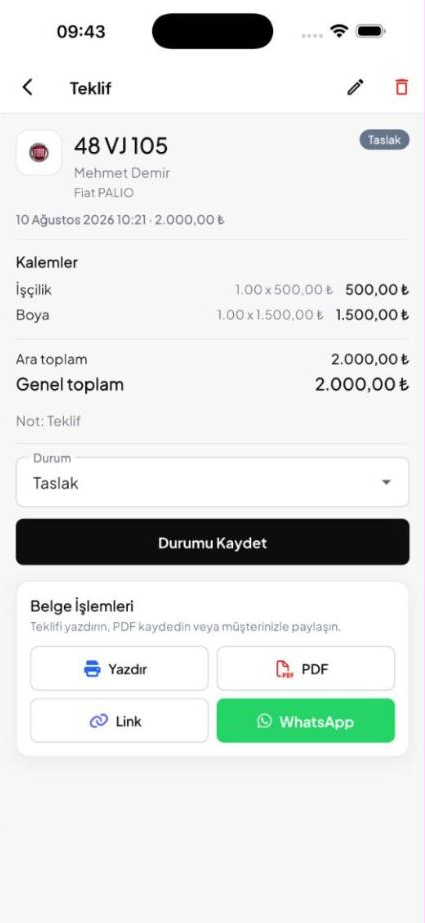 09:43
Teklif
48 VJ 105
Taslak
Mehmet Demir
Fiat PALIO
10 Ağustos 2026 10:21 · 2.000,00 ₺
Kalemler
İşçilik 1.00 x 500,00 ₺ 500,00 ₺
Boya 1.00 x 1.500,00 ₺ 1.500,00 ₺
Ara toplam 2.000,00 ₺
Genel toplam 2.000,00 ₺
Not: Teklif
Durum
Taslak
Durumu Kaydet
Belge İşlemleri
Teklifi yazdırın, PDF kaydedin veya müşterinizle paylaşın.
Yazdır PDF
Link WhatsApp